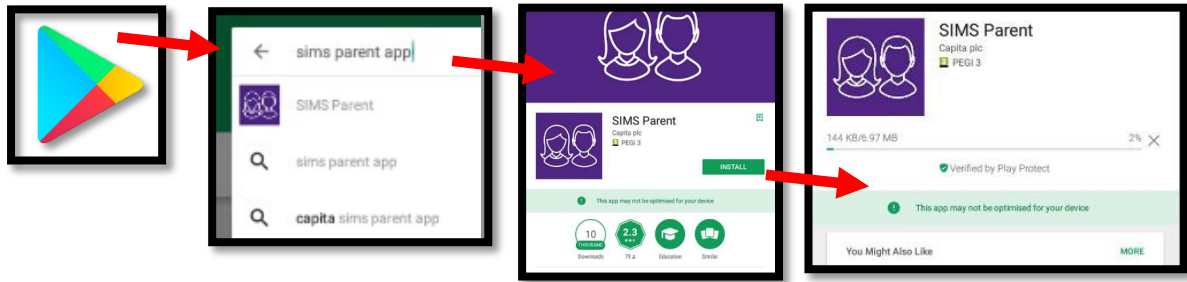 sims parent app
SIMS Parent
sims parent app
capita sims parent app
SIMS Parent
Capita plc
PEGI 3
INSTALL
This app may not be optimised for your device
10
THOUSAND
Downloads
2.3
79
Education
Similar
SIMS Parent
Capita plc
PEGI 3
144 KB/6.97 MB
2%
Verified by Play Protect
This app may not be optimised for your device
You Might Also Like
MORE